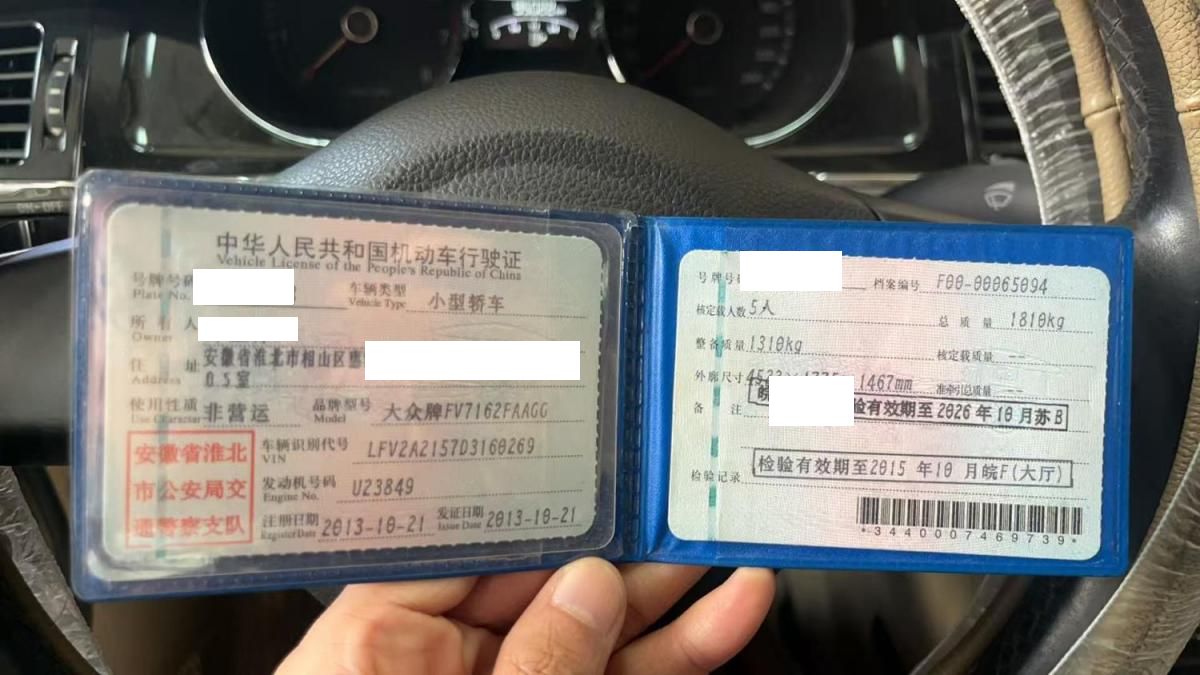 中华人民共和国机动车行驶证
Vehicle License of the People's Republic of China
号牌号码
Plate No.
车辆类型
Vehicle Type
小型轿车
所有人
Owner
住址
Address
安徽省淮北市相山区惠
05室
使用性质
Use Character
非营运
品牌型号
Model
大众牌FV7162FAAGG
安徽省淮北
市公安局交
通警察支队
车辆识别代号
VIN
LFV2A2157D3160269
发动机号码
Engine No.
U23849
注册日期
Register Date
2013-10-21
发证日期
Issue Date
2013-10-21
号牌号
档案编号
F00-00065094
核定载人数
5人
总质量
1810kg
整备质量
1310kg
核定载质量
--
外廓尺寸
1467mm
准牵引总质量
--
备注
皖
验有效期至2026年10月苏B
检验记录
检验有效期至2015 年10 月皖F(大厅)
*3440007469739*